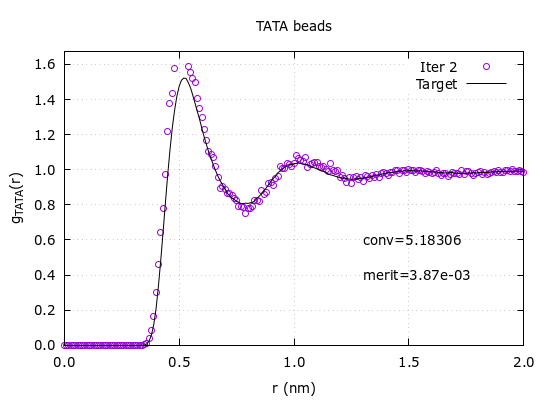 TATA beads
1.6
1.4
1.2
1.0
0.8
0.6
0.4
0.2
0.0
gTATA(r)
Iter 2
Target
conv=5.18306
merit=3.87e-03
0.0 0.5 1.0 1.5 2.0
r (nm)